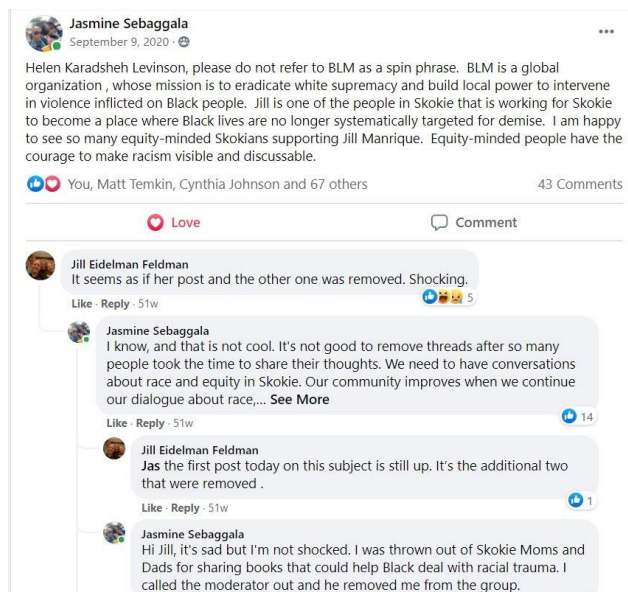 Jasmine Sebaggala
September 9, 2020 ·
Helen Karadsheh Levinson, please do not refer to BLM as a spin phrase. BLM is a global
organization , whose mission is to eradicate white supremacy and build local power to intervene
in violence inflicted on Black people. Jill is one of the people in Skokie that is working for Skokie
to become a place where Black lives are no longer systematically targeted for demise. I am happy
to see so many equity-minded Skokians supporting Jill Manrique. Equity-minded people have the
courage to make racism visible and discussable.
You, Matt Temkin, Cynthia Johnson and 67 others 43 Comments
Love Comment
Jill Eidelman Feldman
It seems as if her post and the other one was removed. Shocking.
Like · Reply · 51w 5
Jasmine Sebaggala
I know, and that is not cool. It's not good to remove threads after so many
people took the time to share their thoughts. We need to have conversations
about race and equity in Skokie. Our community improves when we continue
our dialogue about race,... See More
Like · Reply · 51w 14
Jill Eidelman Feldman
Jas the first post today on this subject is still up. It's the additional two
that were removed .
Like · Reply · 51w 1
Jasmine Sebaggala
Hi Jill, it's sad but I'm not shocked. I was thrown out of Skokie Moms and
Dads for sharing books that could help Black deal with racial trauma. I
called the moderator out and he removed me from the group.